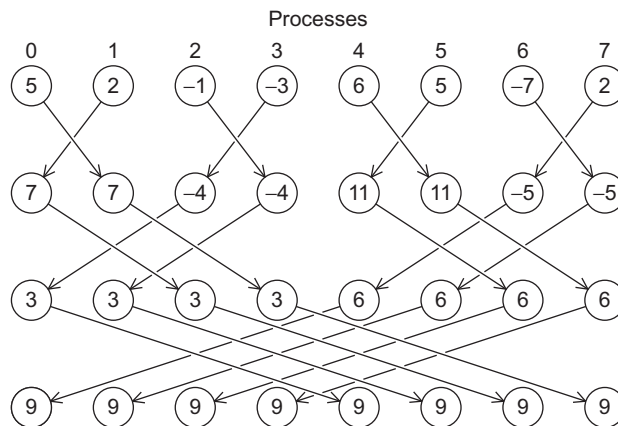 Processes
0 1 2 3 4 5 6 7
5 2 –1 –3 6 5 –7 2
7 7 –4 –4 11 11 –5 –5
3 3 3 3 6 6 6 6
9 9 9 9 9 9 9 9